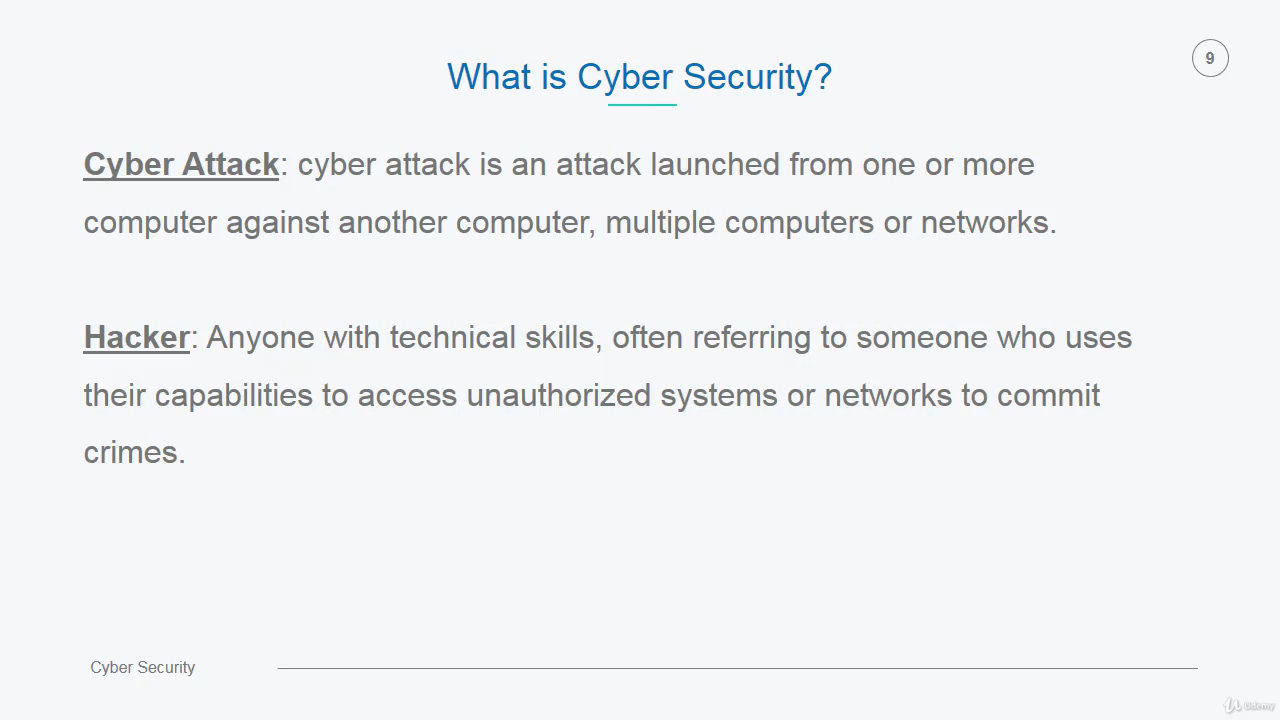 9
What is Cyber Security?
Cyber Attack: cyber attack is an attack launched from one or more
computer against another computer, multiple computers or networks.
Hacker: Anyone with technical skills, often referring to someone who uses
their capabilities to access unauthorized systems or networks to commit
crimes.
Cyber Security
Udemy